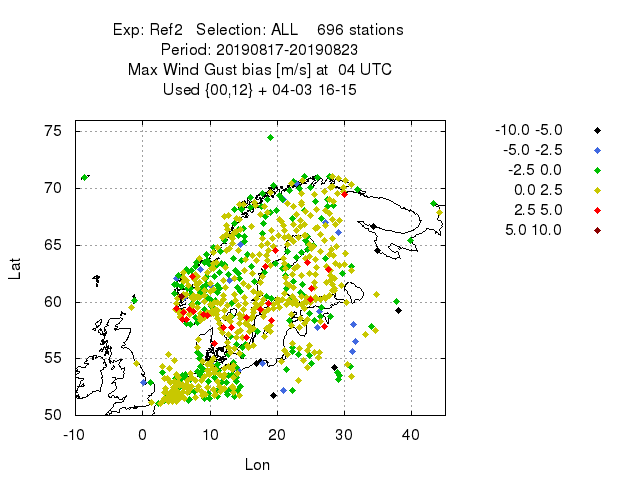 Exp: Ref2 Selection: ALL 696 stations
Period: 20190817-20190823
Max Wind Gust bias [m/s] at 04 UTC
Used {00,12} + 04-03 16-15
-10.0 -5.0
-5.0 -2.5
-2.5 0.0
0.0 2.5
2.5 5.0
5.0 10.0
75
70
65
60
55
50
Lat
-10 0 10 20 30 40
Lon